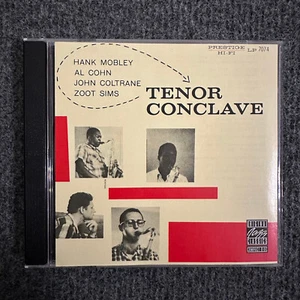 PRESTIGE LP 7074
HI-FI
HANK MOBLEY
AL COHN
JOHN COLTRANE
ZOOT SIMS
TENOR
CONCLAVE